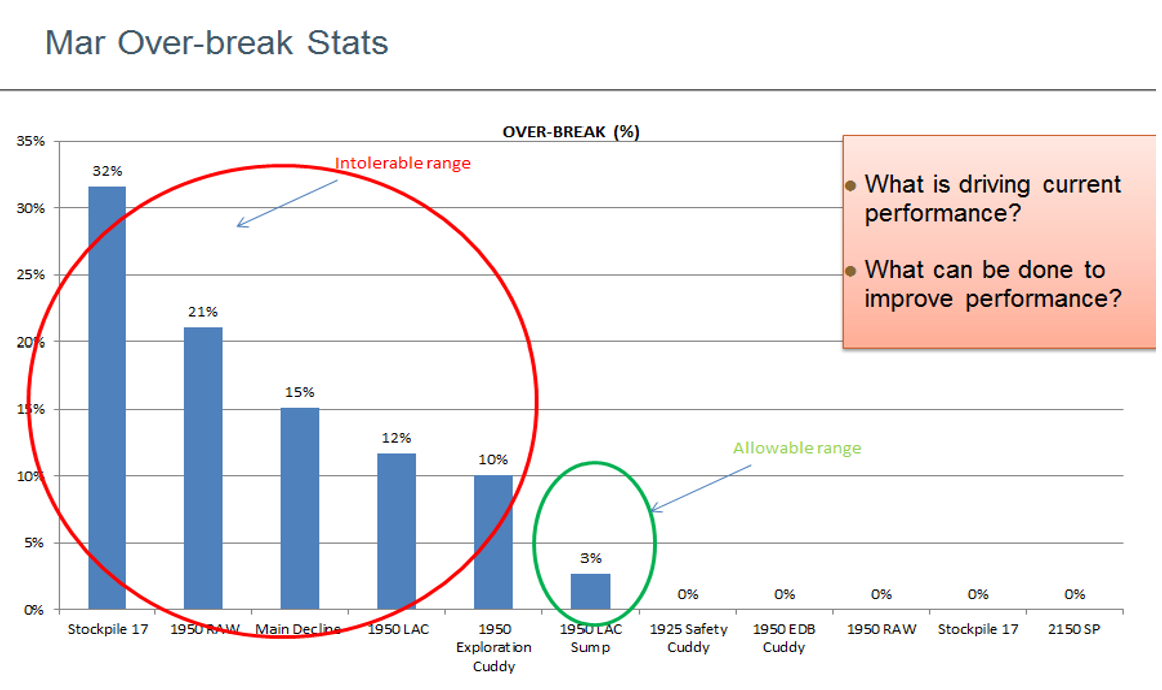 Mar Over-break Stats
OVER-BREAK (%)
35%
30%
25%
20%
15%
10%
5%
0%
32%
21%
15%
12%
10%
3%
0%
0%
0%
0%
0%
Intolerable range
Allowable range
• What is driving current
performance?
• What can be done to
improve performance?
Stockpile 17
1950 RAW
Main Decline
1950 LAC
1950
Exploration
Cuddy
1950 LAC
Sump
1925 Safety
Cuddy
1950 EDB
Cuddy
1950 RAW
Stockpile 17
2150 SP